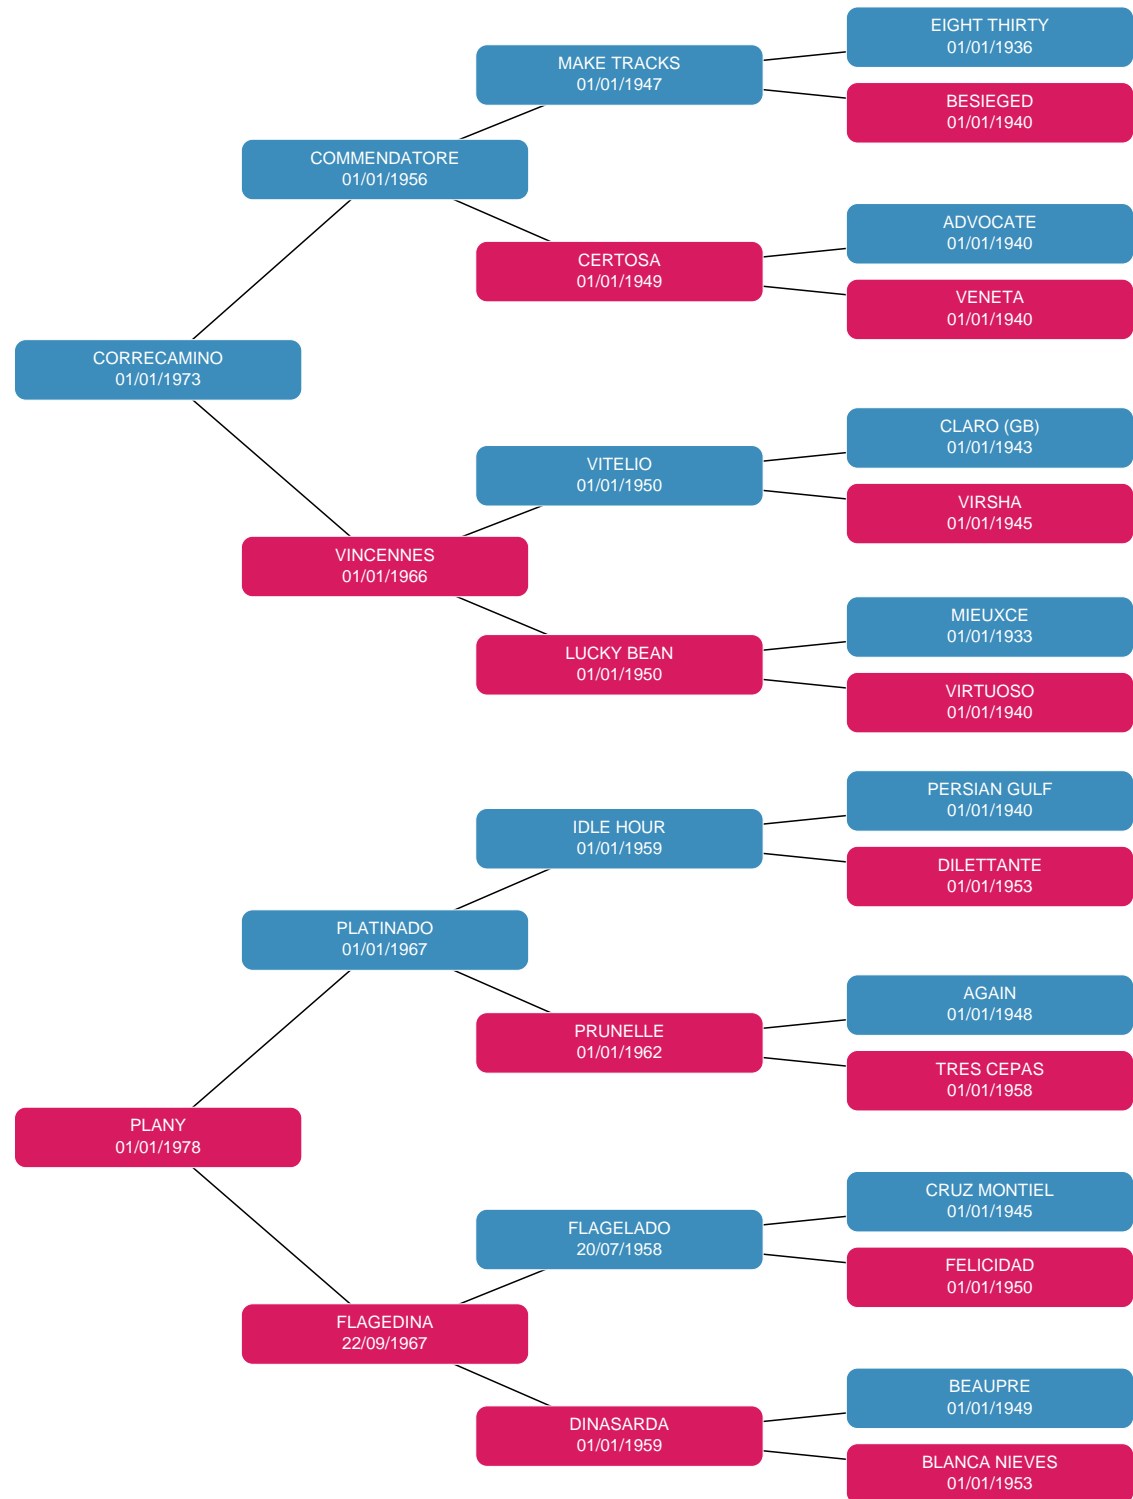 EIGHT THIRTY
01/01/1936
MAKE TRACKS
01/01/1947
BESIEGED
01/01/1940
COMMENDATORE
01/01/1956
ADVOCATE
01/01/1940
CERTOSA
01/01/1949
VENETA
01/01/1940
CORRECAMINO
01/01/1973
CLARO (GB)
01/01/1943
VITELIO
01/01/1950
VIRSHA
01/01/1945
VINCENNES
01/01/1966
MIEUXCE
01/01/1933
LUCKY BEAN
01/01/1950
VIRTUOSO
01/01/1940
PERSIAN GULF
01/01/1940
IDLE HOUR
01/01/1959
DILETTANTE
01/01/1953
PLATINADO
01/01/1967
AGAIN
01/01/1948
PRUNELLE
01/01/1962
TRES CEPAS
01/01/1958
PLANY
01/01/1978
CRUZ MONTIEL
01/01/1945
FLAGELADO
20/07/1958
FELICIDAD
01/01/1950
FLAGEDINA
22/09/1967
BEAUPRE
01/01/1949
DINASARDA
01/01/1959
BLANCA NIEVES
01/01/1953